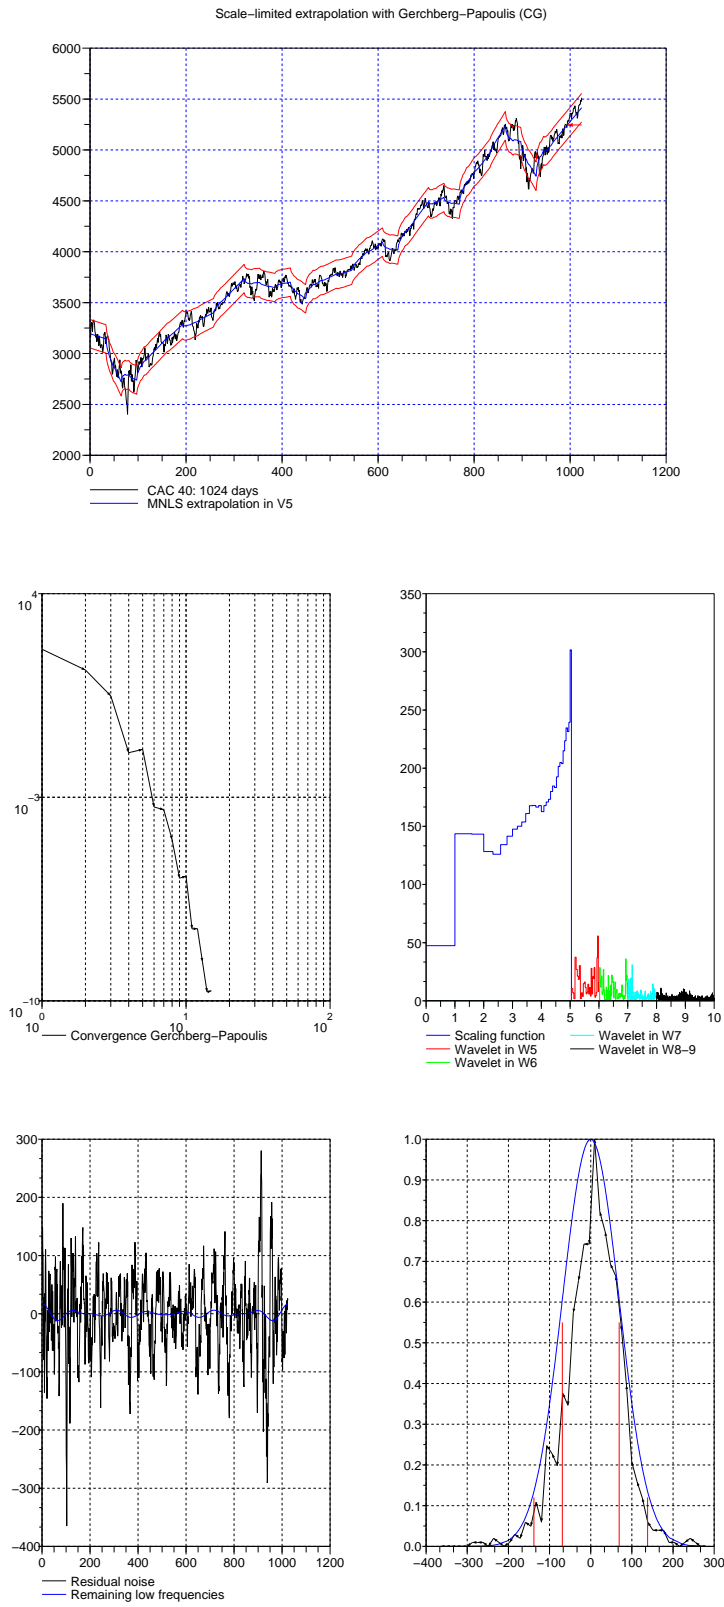 Scale−limited extrapolation with Gerchberg−Papoulis (CG)
6000
5500
5000
4500
4000
3500
3000
2500
2000
0 200 400 600 800 1000 1200
CAC 40: 1024 days
MNLS extrapolation in V5
10 4
10 −3
10 −10
10 0 10 1 10 2
Convergence Gerchberg−Papoulis
350
300
250
200
150
100
50
0
0 1 2 3 4 5 6 7 8 9 10
Scaling function
Wavelet in W5
Wavelet in W6
Wavelet in W7
Wavelet in W8−9
300
200
100
0
−100
−200
−300
−400
0 200 400 600 800 1000 1200
Residual noise
Remaining low frequencies
1.0
0.9
0.8
0.7
0.6
0.5
0.4
0.3
0.2
0.1
0.0
−400 −300 −200 −100 0 100 200 300